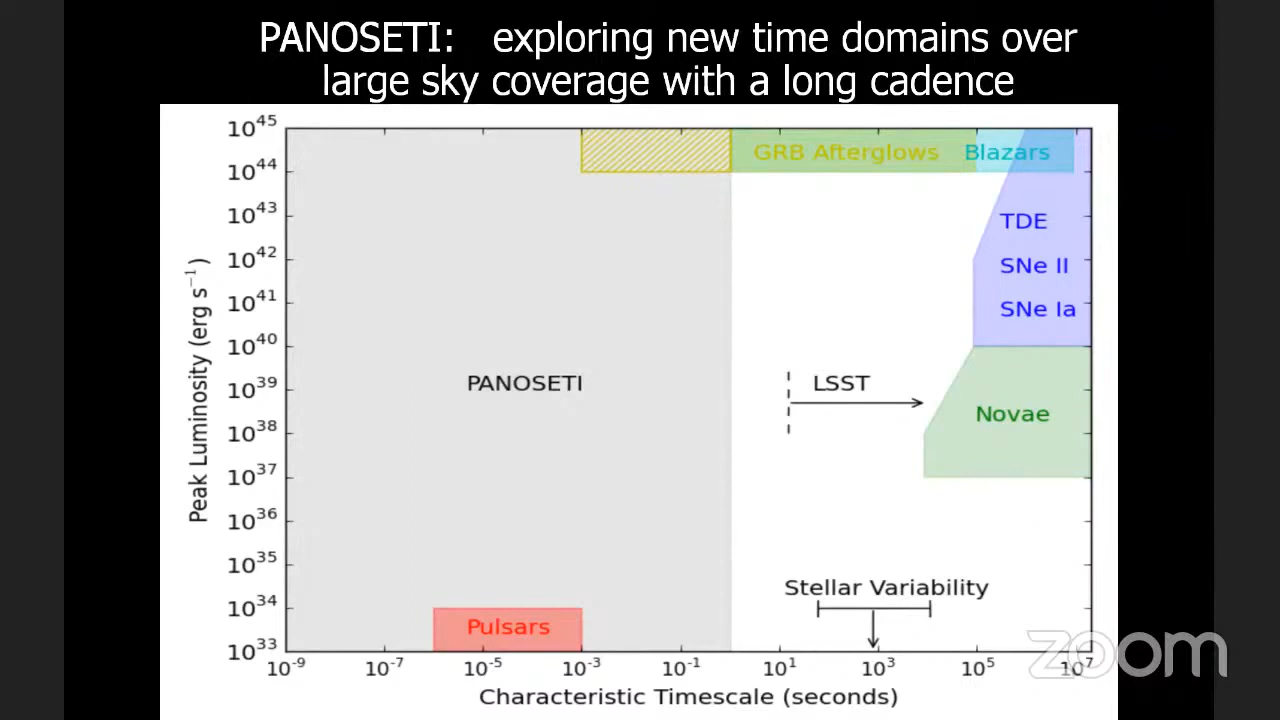 PANOSETI: exploring new time domains over
large sky coverage with a long cadence
10^45
10^44
10^43
10^42
10^41
10^40
10^39
10^38
10^37
10^36
10^35
10^34
10^33
Peak Luminosity (erg s^-1)
GRB Afterglows
Blazars
TDE
SNe II
SNe Ia
PANOSETI
LSST
Novae
Stellar Variability
Pulsars
10^-9 10^-7 10^-5 10^-3 10^-1 10^1 10^3 10^5 10^7
Characteristic Timescale (seconds)
zoom